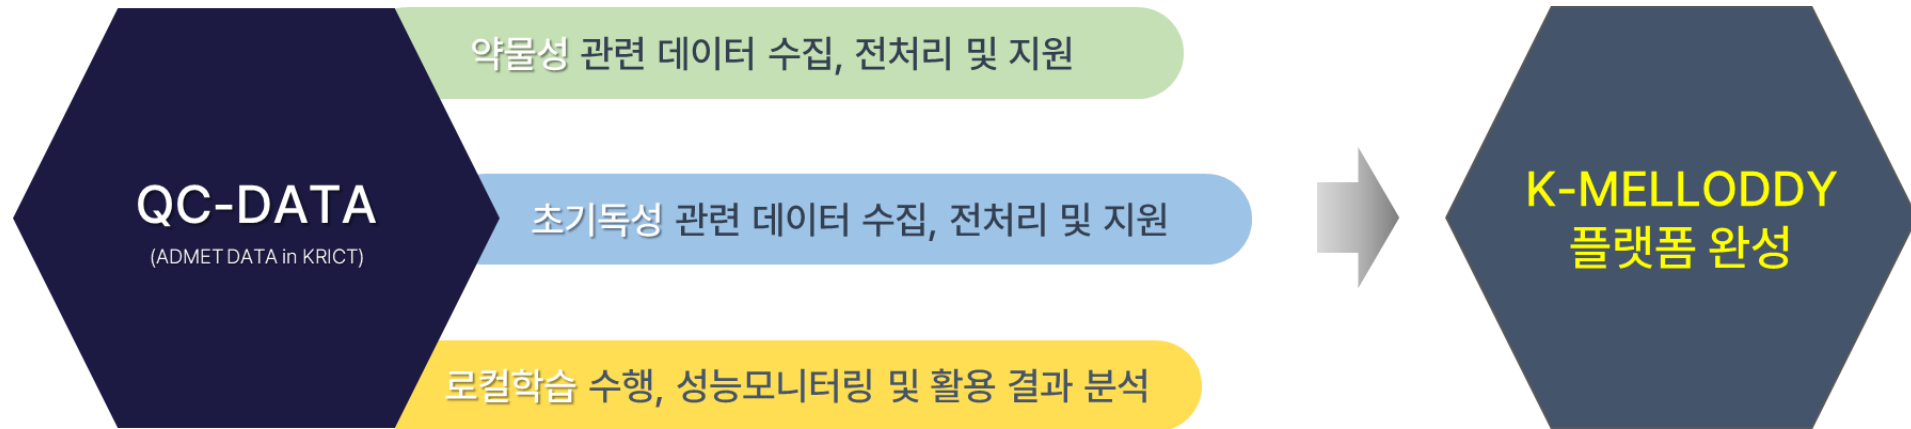 약물성 관련 데이터 수집, 전처리 및 지원
QC-DATA
(ADMET DATA in KRICT)
초기독성 관련 데이터 수집, 전처리 및 지원
로컬학습 수행, 성능모니터링 및 활용 결과 분석
K-MELLODDY
플랫폼 완성